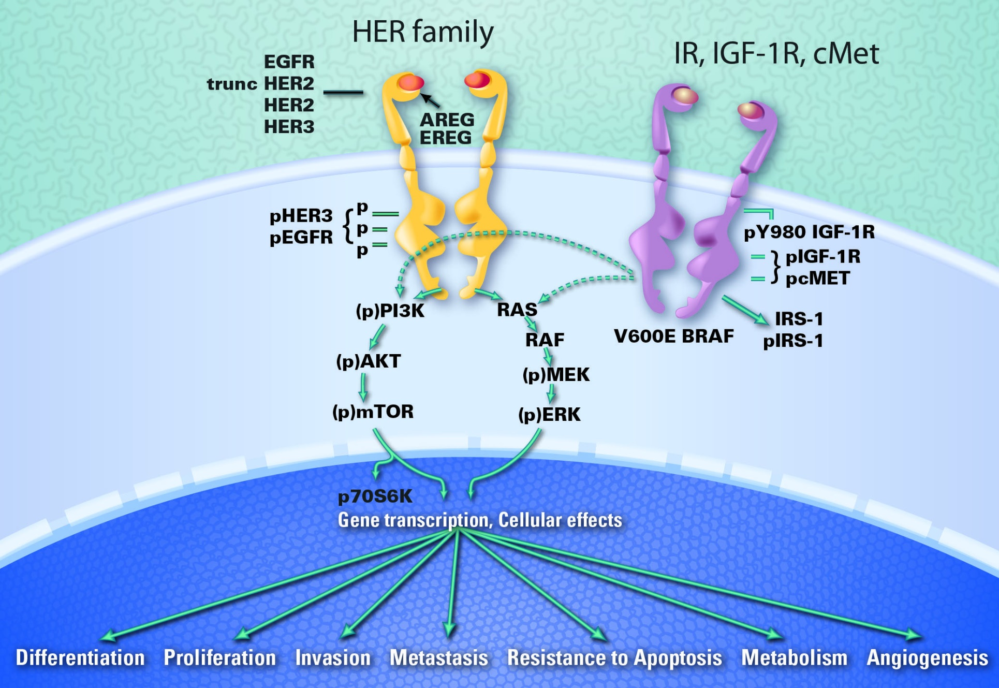 HER family
IR, IGF-1R, cMet
EGFR
trunc HER2
HER2
HER3
AREG
EREG
pHER3
pEGFR
{
p
p
p
pY980 IGF-1R
} pIGF-1R
pcMET
(p)PI3K
RAS
IRS-1
pIRS-1
RAF
V600E BRAF
(p)AKT
(p)MEK
(p)mTOR
(p)ERK
p70S6K
Gene transcription, Cellular effects
Differentiation
Proliferation
Invasion
Metastasis
Resistance to Apoptosis
Metabolism
Angiogenesis